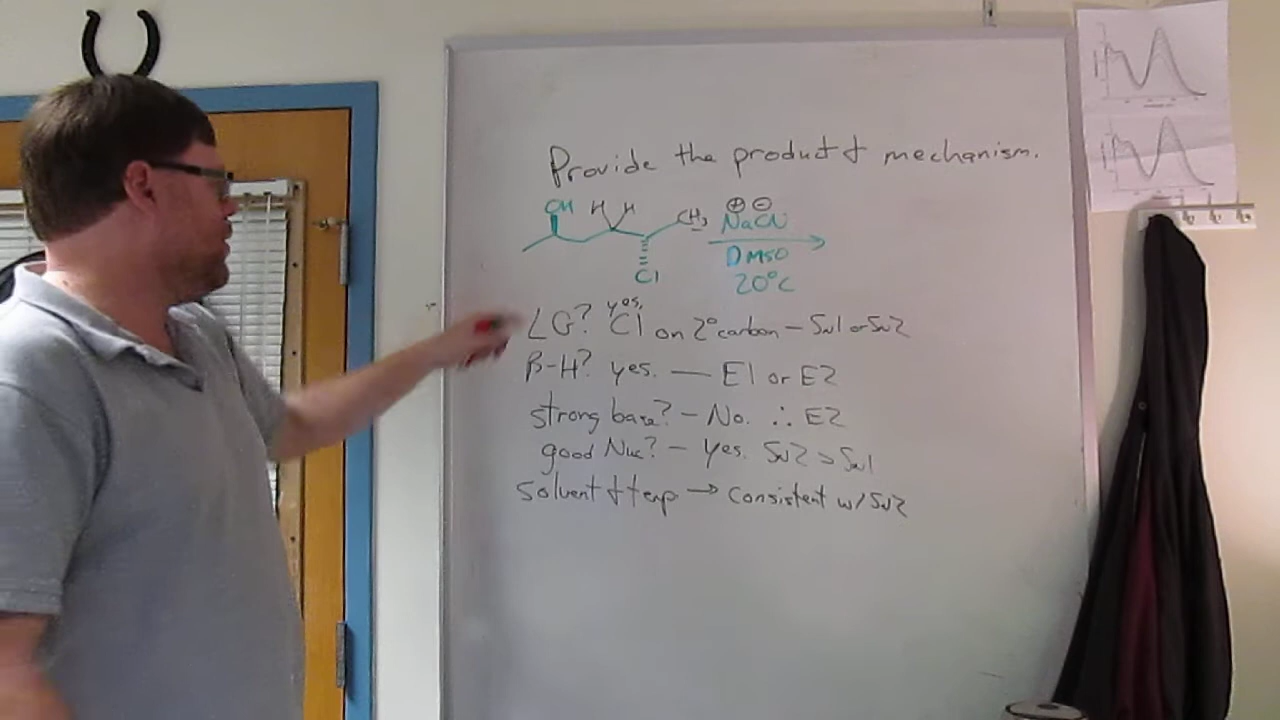 Provide the product & mechanism.
OH H H CH3 ⊕ ⊖
NaCN
Cl DMSO
20°C
LG? yes, Cl on 2° carbon - SN1 or SN2
β-H? yes. — E1 or E2
strong base? - No. ∴ E2
good Nuc? - Yes. SN2 > SN1
solvent & temp → consistent w/ SN2